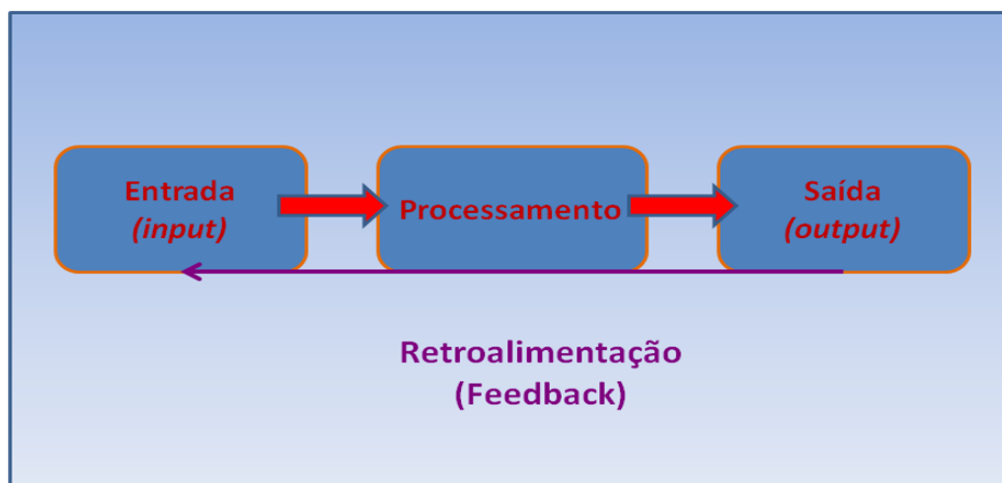 Entrada
(input)
Processamento
Saída
(output)
Retroalimentação
(Feedback)